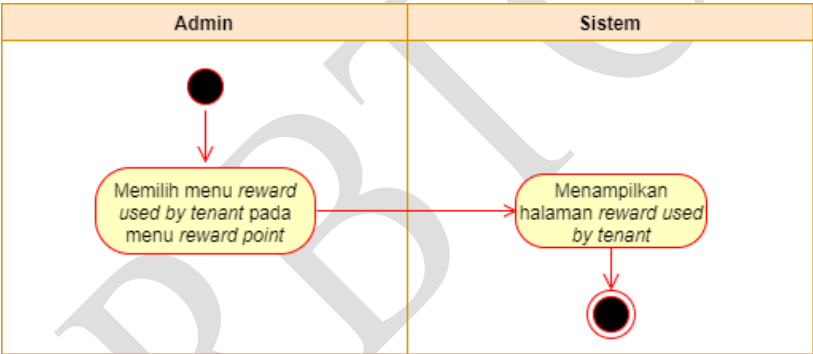 Admin
Sistem
Memilih menu reward
used by tenant pada
menu reward point
Menampilkan
halaman reward used
by tenant